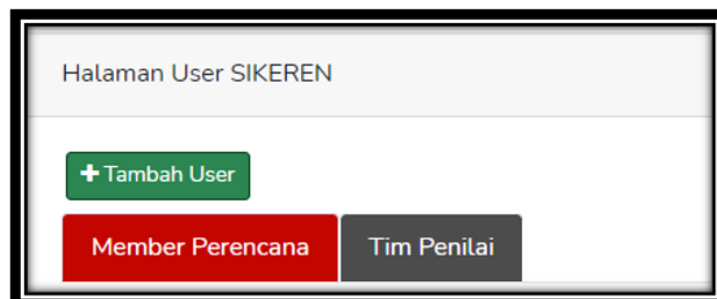 Halaman User SIKEREN
+ Tambah User
Member Perencana Tim Penilai